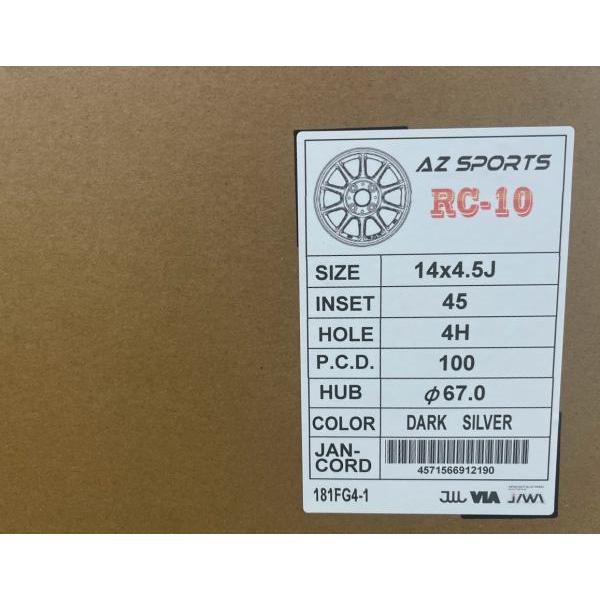 AZ SPORTS
RC-10
SIZE 14x4.5J
INSET 45
HOLE 4H
P.C.D. 100
HUB φ67.0
COLOR DARK SILVER
JAN-
CORD
4571566912190
181FG4-1 JWL VIA JAWA